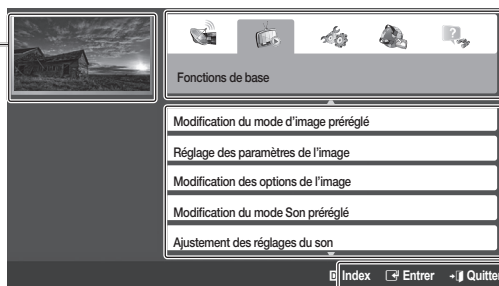 Fonctions de base
Modification du mode d'image préréglé
Réglage des paramètres de l'image
Modification des options de l'image
Modification du mode Son préréglé
Ajustement des réglages du son
D Index Entrer Quitter